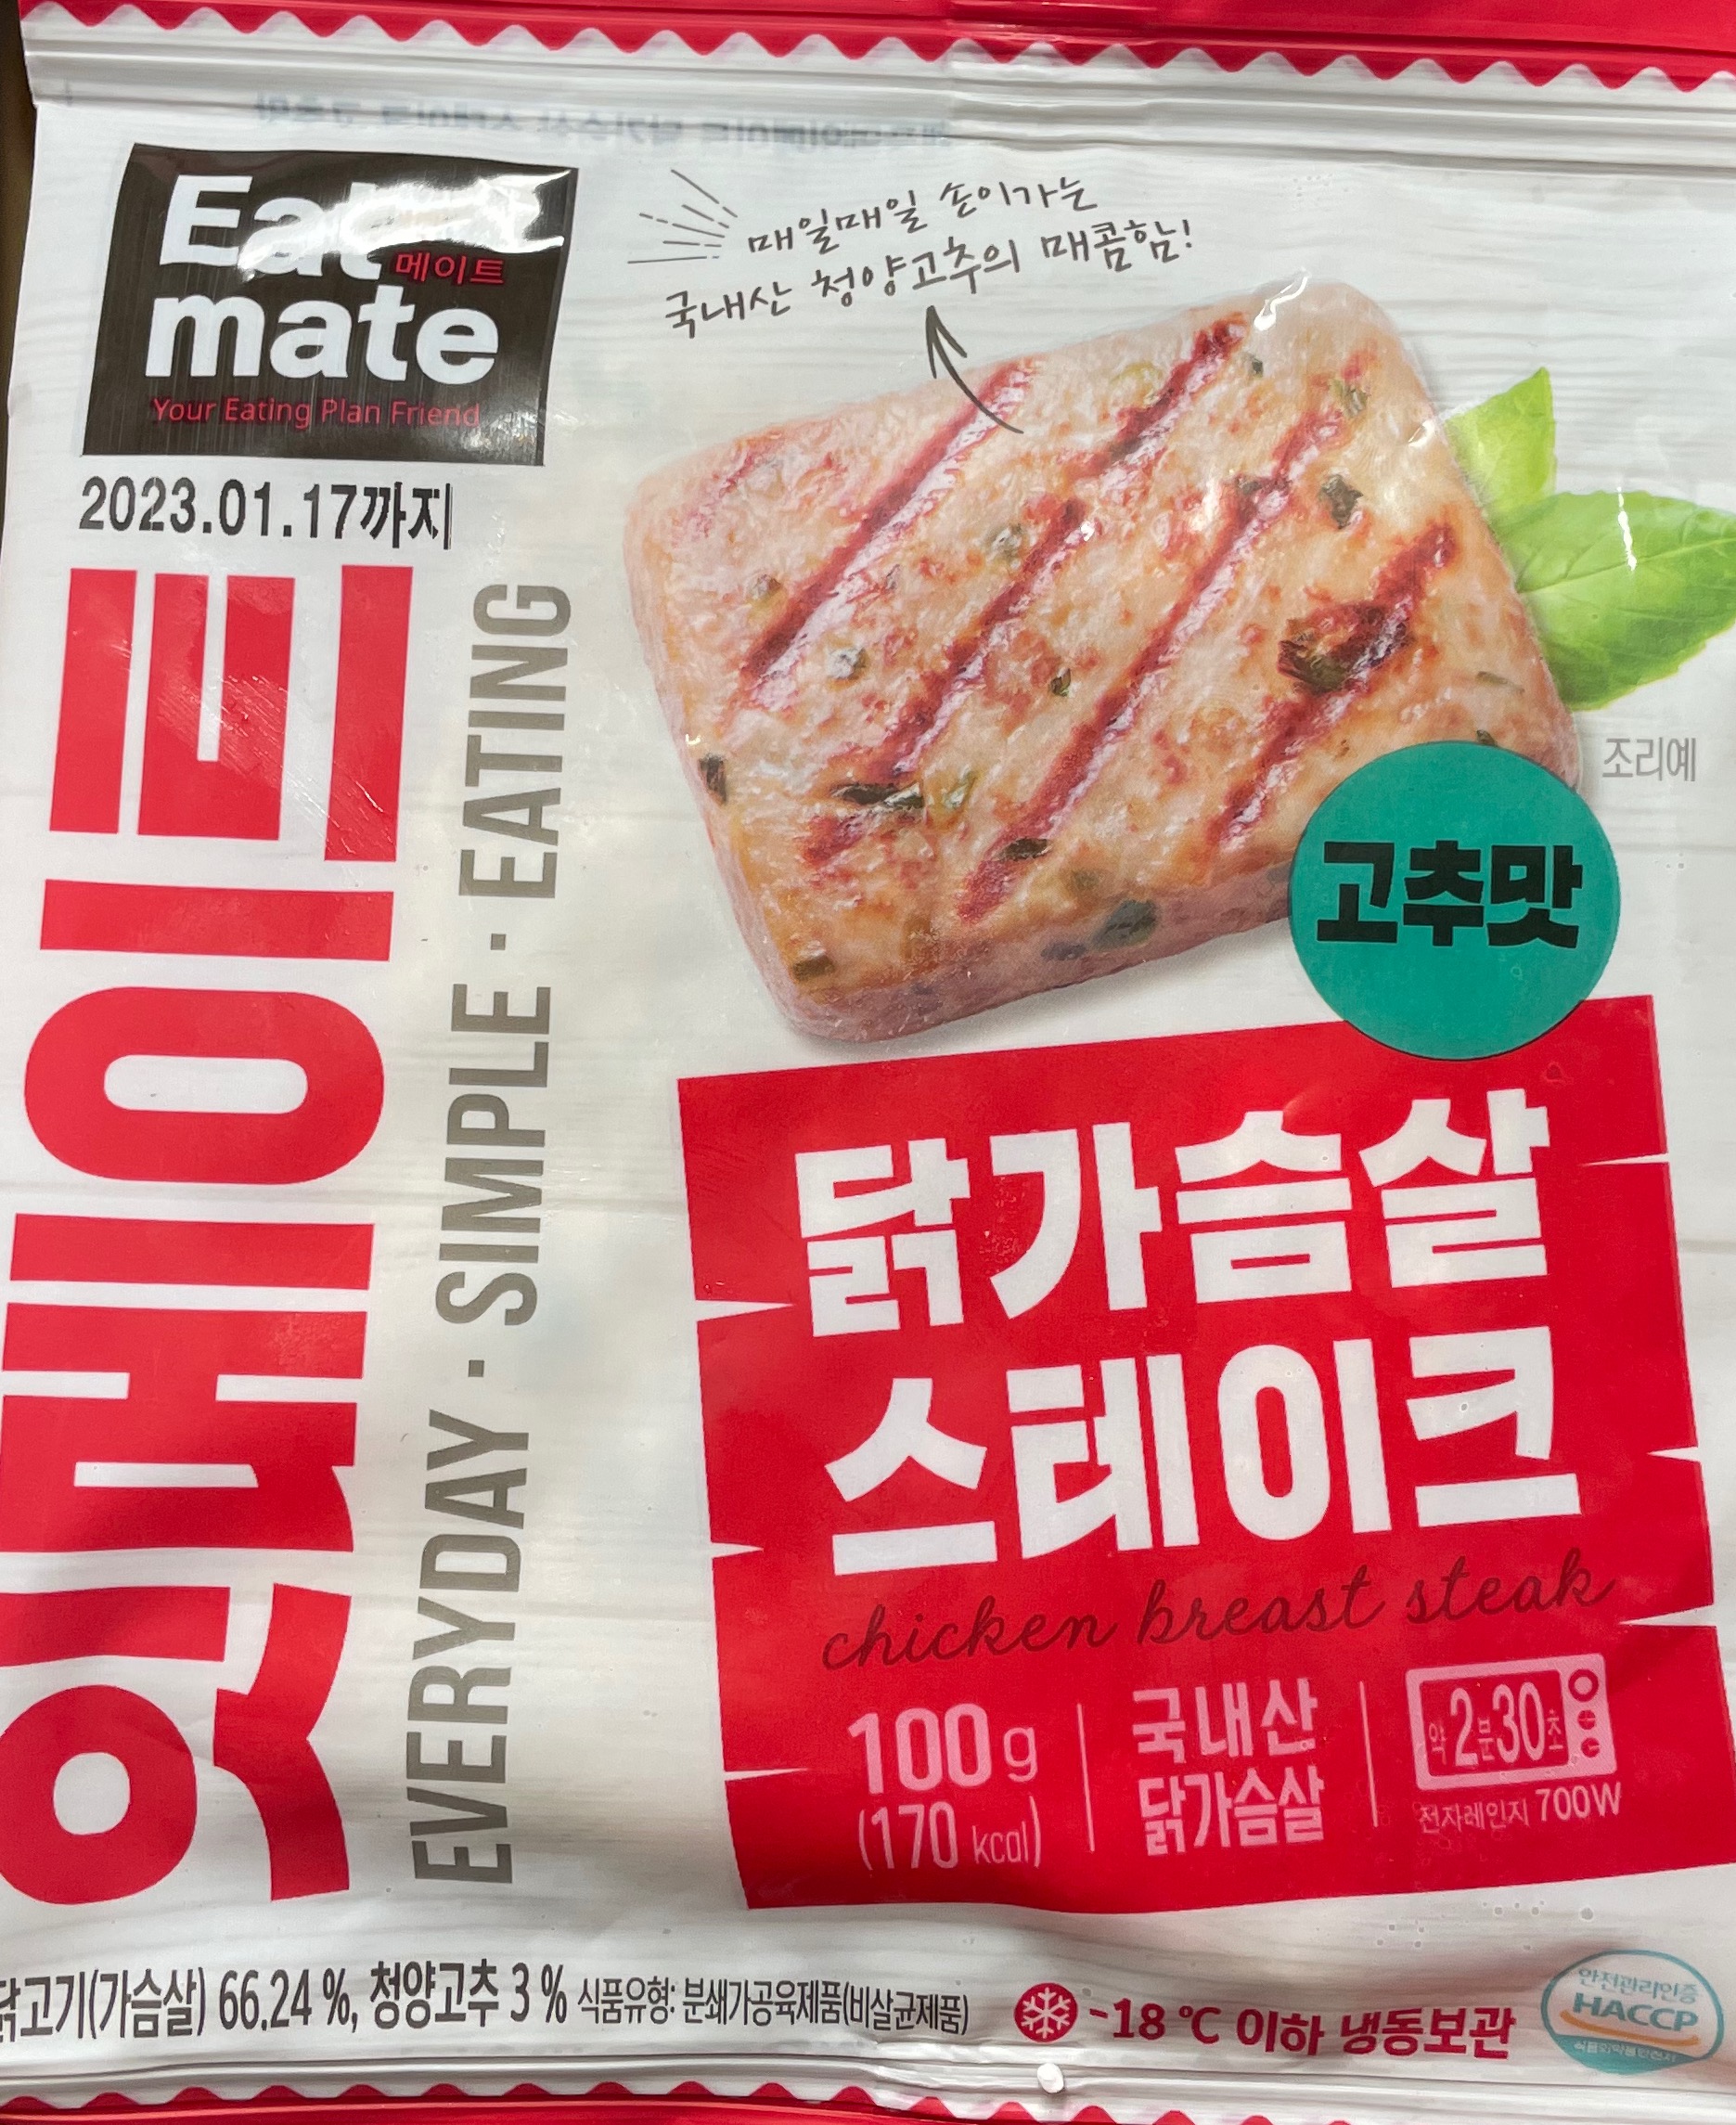 Eat
메이트
mate
Your Eating Plan Friend
매일매일 손이가는
국내산 청양고추의 매콤함!
2023.01.17까지
잇메이트
EVERYDAY · SIMPLE · EATING
조리예
고추맛
닭가슴살
스테이크
chicken breast steak
100g
(170 kcal)
국내산
닭가슴살
약2분30초
전자레인지 700W
닭고기(가슴살) 66.24 %, 청양고추 3 % 식품유형: 분쇄가공육제품(비살균제품)
-18 ℃ 이하 냉동보관
안전관리인증
HACCP